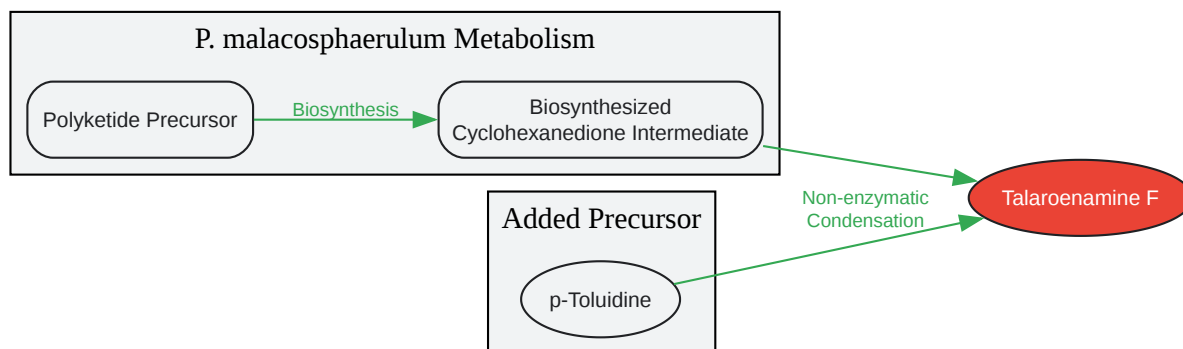 P. malacosphaerulum Metabolism
Polyketide Precursor
Biosynthesis
Biosynthesized
Cyclohexanedione Intermediate
Added Precursor
p-Toluidine
Non-enzymatic
Condensation
Talaroenamine F